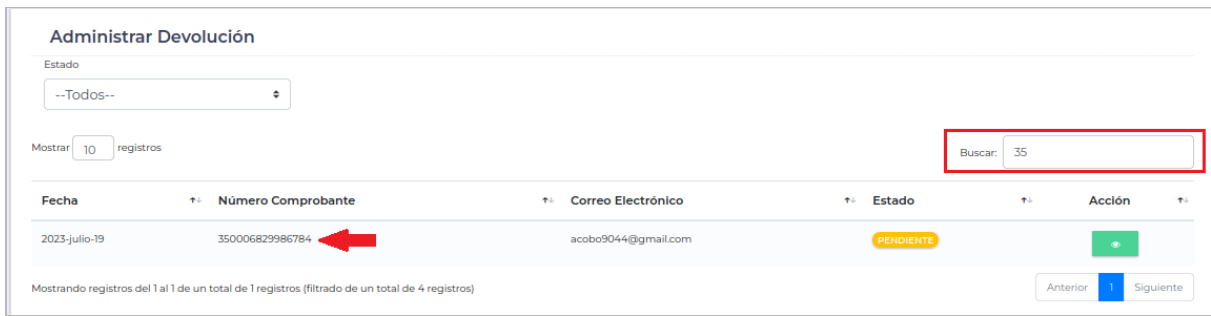 Administrar Devolución
Estado
--Todos--
Mostrar 10 registros
Buscar: 35
Fecha Número Comprobante Correo Electrónico Estado Acción
2023-julio-19 350006829986784 acobo9044@gmail.com PENDIENTE
Mostrando registros del 1 al 1 de un total de 1 registros (filtrado de un total de 4 registros)
Anterior 1 Siguiente